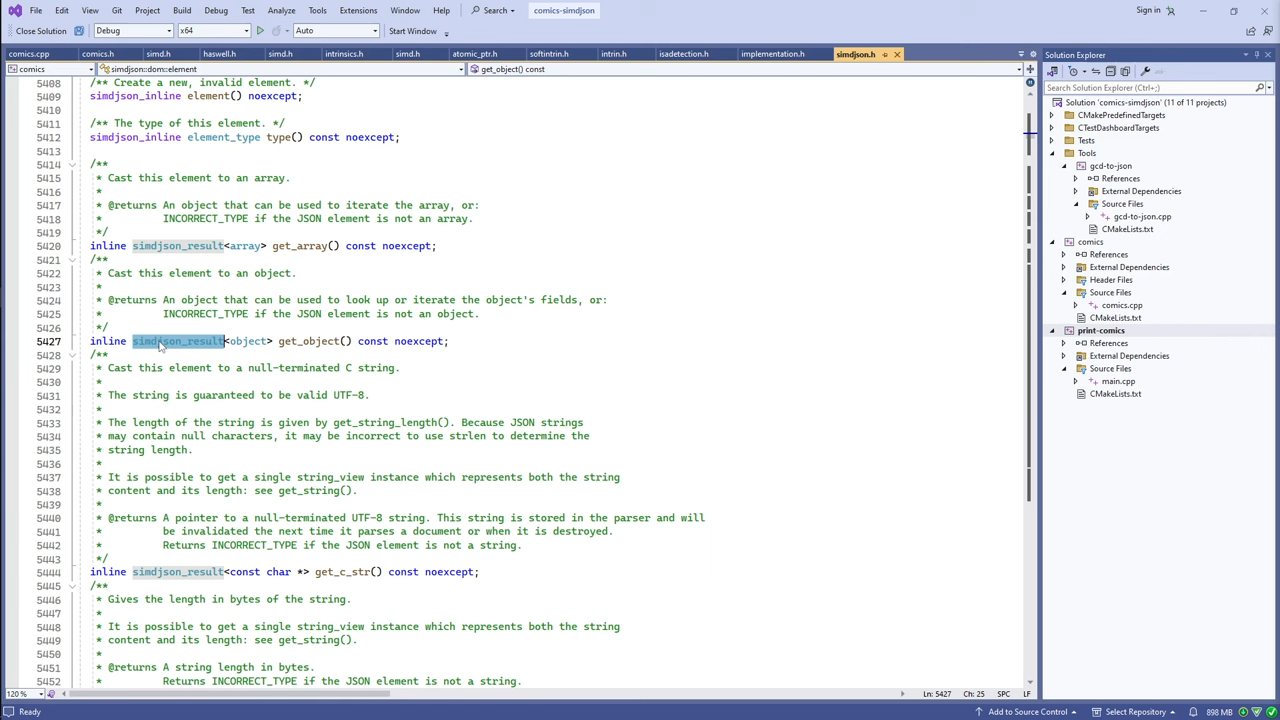 File Edit View Git Project Build Debug Test Analyze Tools Extensions Window Help Search comics-simdjson Sign in
Close Solution Debug x64 Auto Start Window
comics.cpp comics.h simd.h haswell.h intrinsics.h simd.h atomic_ptr.h softintrin.h intrin.h isadetection.h implementation.h simdjson.h
comics simdjson::dom::element get_object() const
5408 /** Create a new, invalid element. */
5409 simdjson_inline element() noexcept;
5410
5411 /** The type of this element. */
5412 simdjson_inline element_type type() const noexcept;
5413
5414 /**
5415 * Cast this element to an array.
5416 *
5417 * @returns An object that can be used to iterate the array, or:
5418 * INCORRECT_TYPE if the JSON element is not an array.
5419 */
5420 inline simdjson_result<array> get_array() const noexcept;
5421 /**
5422 * Cast this element to an object.
5423 *
5424 * @returns An object that can be used to look up or iterate the object's fields, or:
5425 * INCORRECT_TYPE if the JSON element is not an object.
5426 */
5427 inline simdjson_result<object> get_object() const noexcept;
5428 /**
5429 * Cast this element to a null-terminated C string.
5430 *
5431 * The string is guaranteed to be valid UTF-8.
5432 *
5433 * The length of the string is given by get_string_length(). Because JSON strings
5434 * may contain null characters, it may be incorrect to use strlen to determine the
5435 * string length.
5436 *
5437 * It is possible to get a single string_view instance which represents both the string
5438 * content and its length: see get_string().
5439 *
5440 * @returns A pointer to a null-terminated UTF-8 string. This string is stored in the parser and will
5441 * be invalidated the next time it parses a document or when it is destroyed.
5442 * Returns INCORRECT_TYPE if the JSON element is not a string.
5443 */
5444 inline simdjson_result<const char *> get_c_str() const noexcept;
5445 /**
5446 * Gives the length in bytes of the string.
5447 *
5448 * It is possible to get a single string_view instance which represents both the string
5449 * content and its length: see get_string().
5450 *
5451 * @returns A string length in bytes.
5452 * Returns INCORRECT_TYPE if the JSON element is not a string.
120 % Ln: 5427 Ch: 25 SPC LF
Solution Explorer
Search Solution Explorer (Ctrl+;)
Solution 'comics-simdjson' (11 of 11 projects)
CMakePredefinedTargets
CTestDashboardTargets
Tests
Tools
gcd-to-json
References
External Dependencies
Source Files
gcd-to-json.cpp
CMakeLists.txt
comics
References
External Dependencies
Header Files
Source Files
comics.cpp
CMakeLists.txt
print-comics
References
External Dependencies
Source Files
main.cpp
CMakeLists.txt
Ready Add to Source Control Select Repository 898 MB